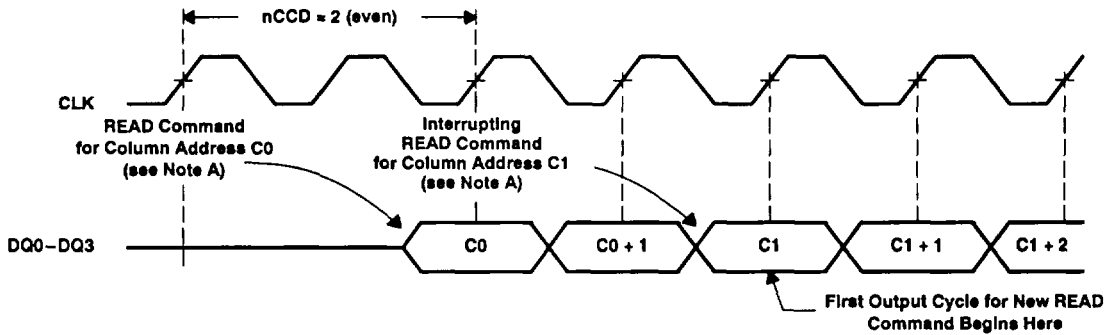 nCCD = 2 (even)
CLK
READ Command
for Column Address C0
(see Note A)
Interrupting
READ Command
for Column Address C1
(see Note A)
DQ0–DQ3
C0
C0 + 1
C1
C1 + 1
C1 + 2
First Output Cycle for New READ
Command Begins Here